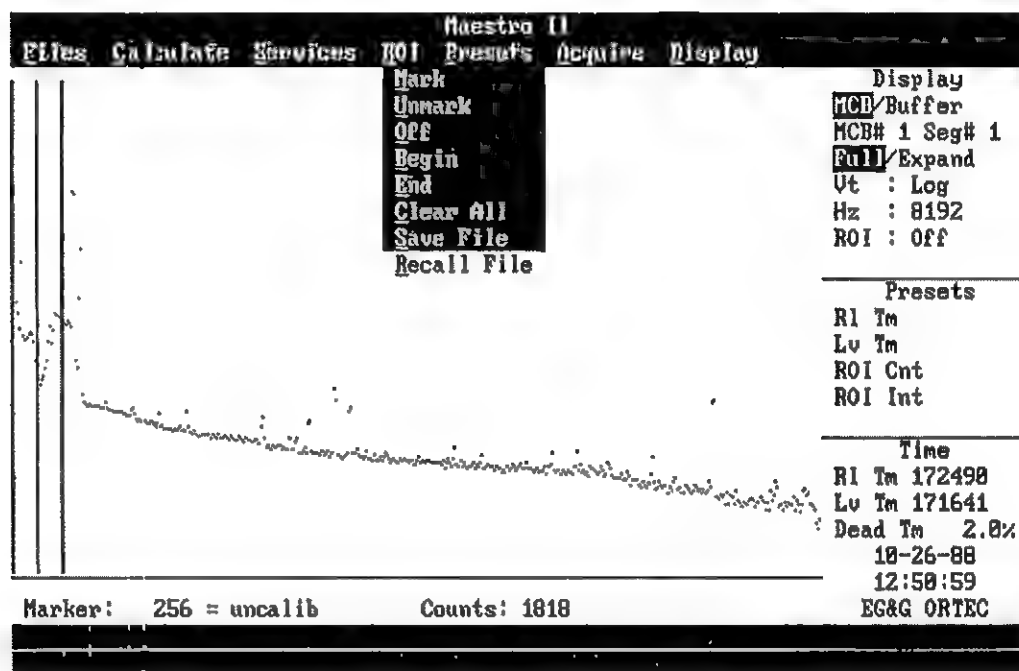 Maestro II
Files Calculate Services ROI Presets Acquire Display
Mark
Unmark
Off
Begin
End
Clear All
Save File
Recall File
Display
MCB/Buffer
MCB# 1 Seg# 1
Full/Expand
Vt : Log
Hz : 8192
ROI : Off
Presets
Rl Tm
Lv Tm
ROI Cnt
ROI Int
Time
Rl Tm 172490
Lv Tm 171641
Dead Tm 2.0%
10-26-88
12:50:59
EG&G ORTEC
Marker: 256 = uncalib Counts: 1818